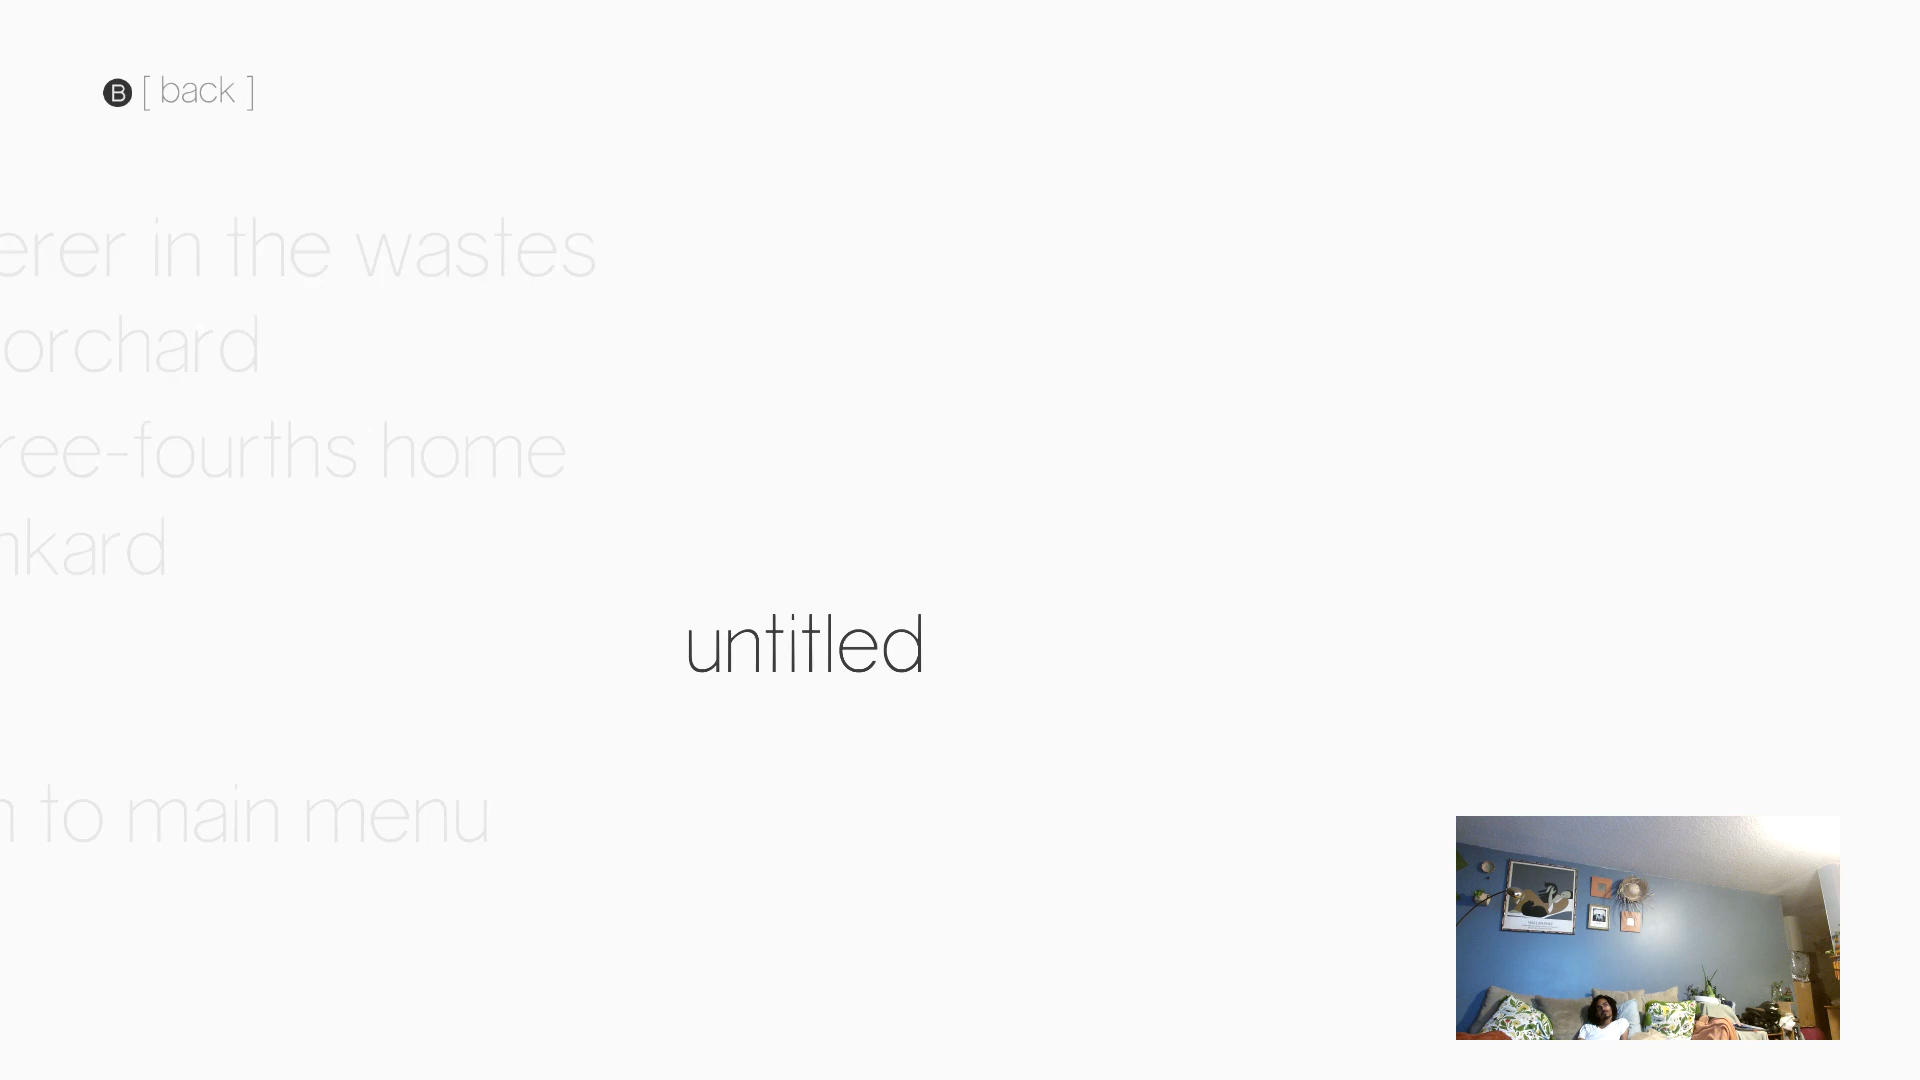 B [ back ]
erer in the wastes
orchard
ree-fourths home
nkard
untitled
n to main menu